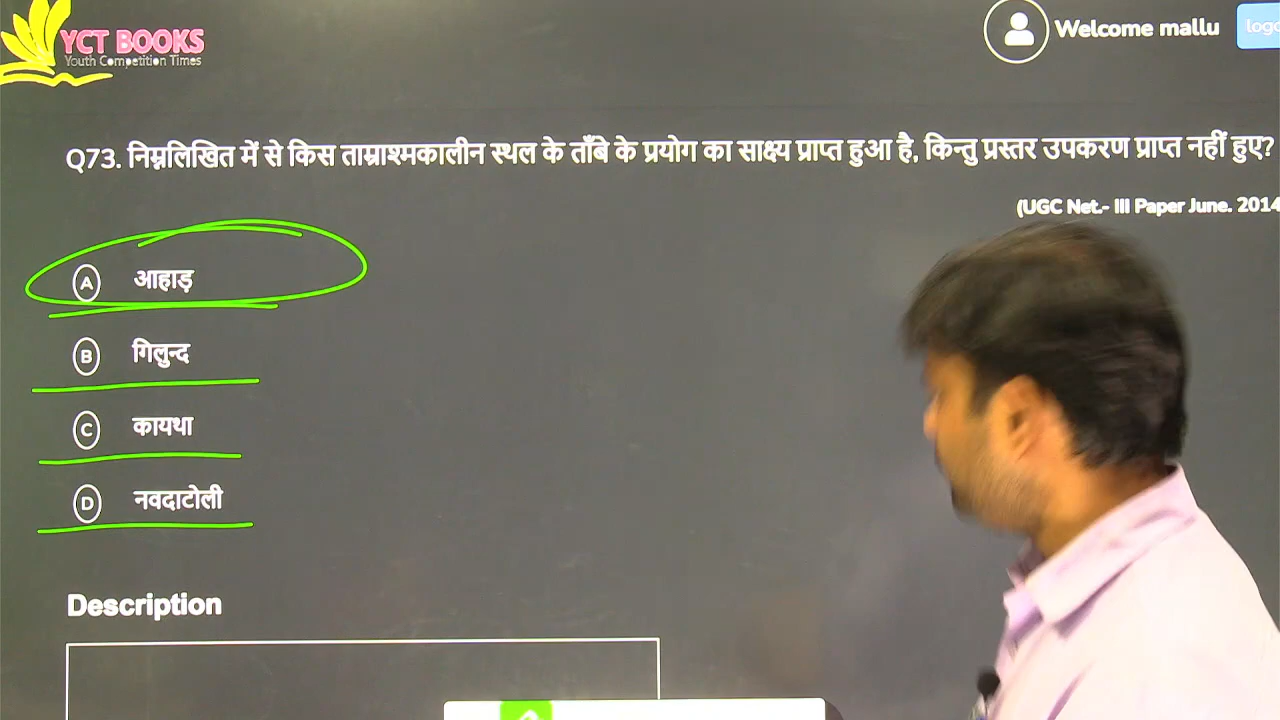 YCT BOOKS
Youth Competition Times
Welcome mallu
Q73. निम्नलिखित में से किस ताम्राश्मकालीन स्थल के ताँबे के प्रयोग का साक्ष्य प्राप्त हुआ है, किन्तु प्रस्तर उपकरण प्राप्त नहीं हुए?
(UGC Net.- III Paper June. 2014
A आहाड़
B गिलुन्द
C कायथा
D नवदाटोली
Description